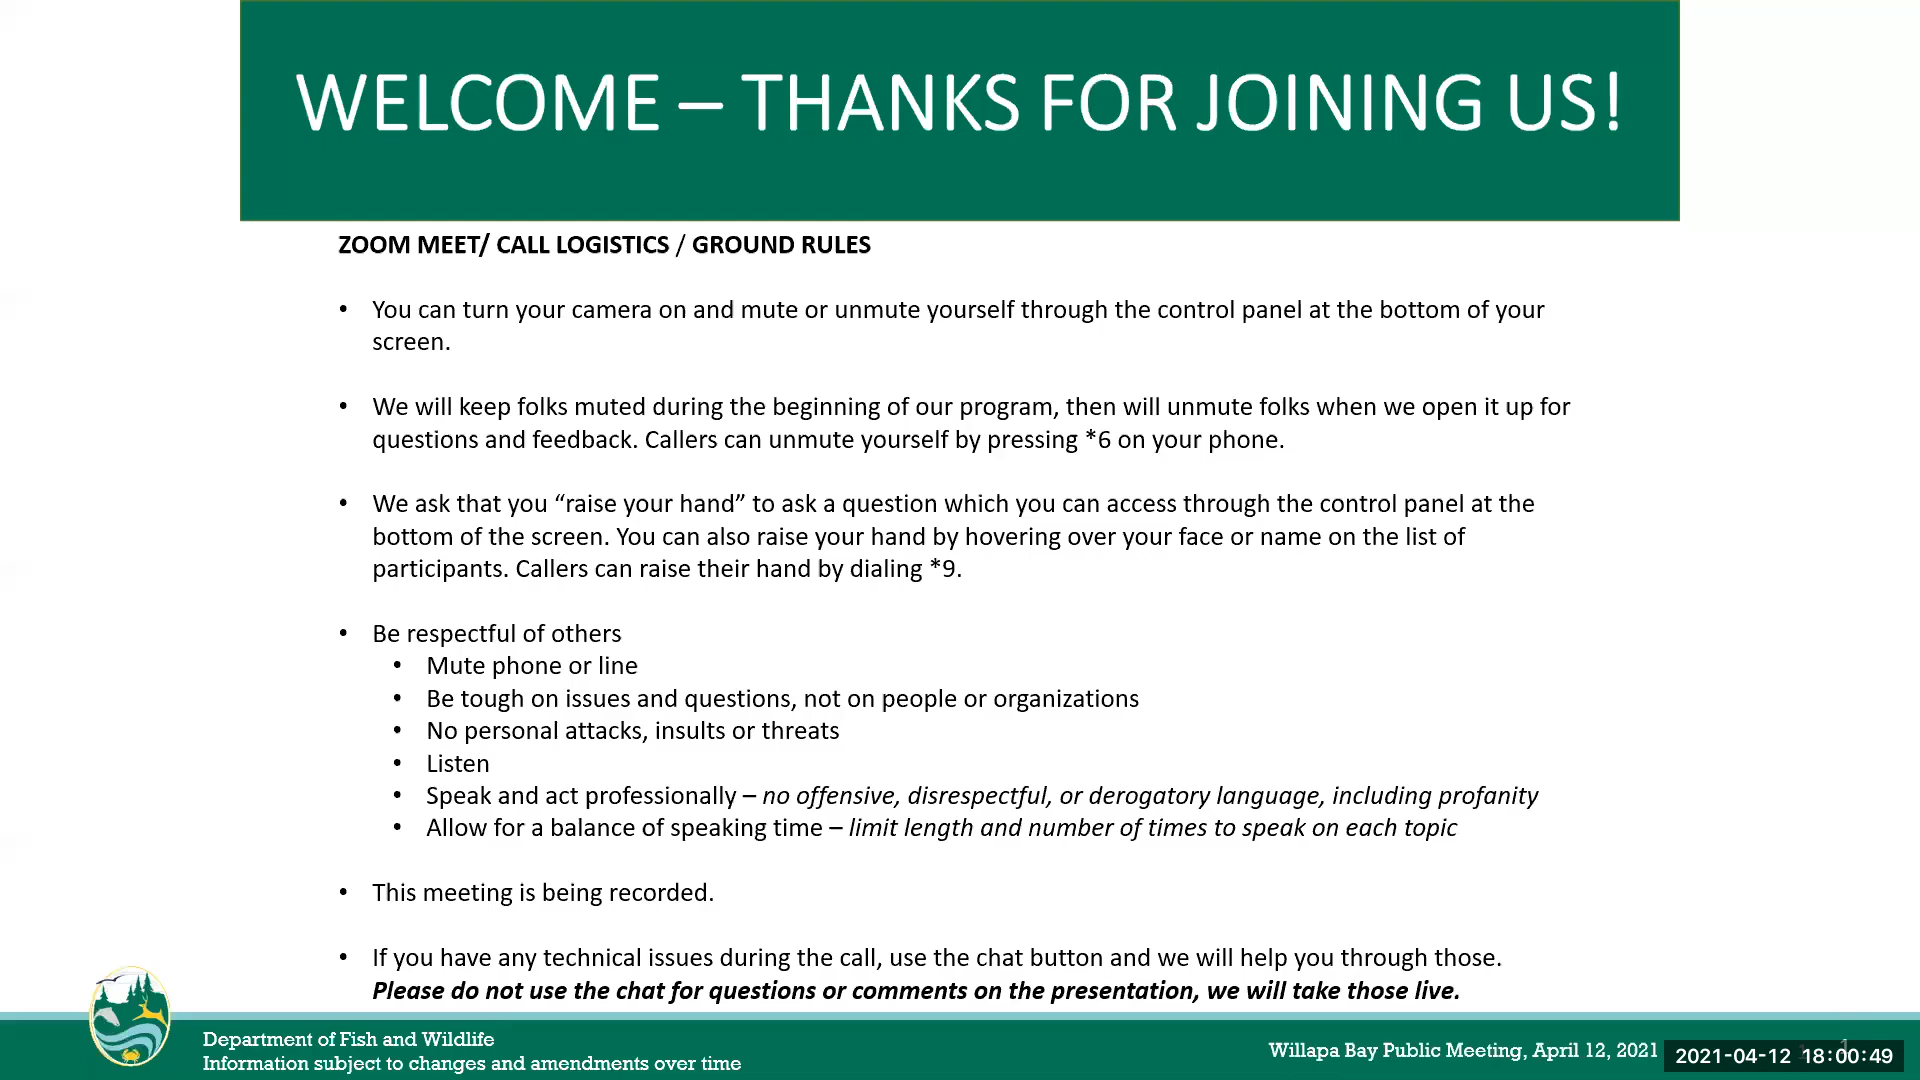 WELCOME – THANKS FOR JOINING US!
ZOOM MEET/ CALL LOGISTICS / GROUND RULES
• You can turn your camera on and mute or unmute yourself through the control panel at the bottom of your
screen.
• We will keep folks muted during the beginning of our program, then will unmute folks when we open it up for
questions and feedback. Callers can unmute yourself by pressing *6 on your phone.
• We ask that you “raise your hand” to ask a question which you can access through the control panel at the
bottom of the screen. You can also raise your hand by hovering over your face or name on the list of
participants. Callers can raise their hand by dialing *9.
• Be respectful of others
• Mute phone or line
• Be tough on issues and questions, not on people or organizations
• No personal attacks, insults or threats
• Listen
• Speak and act professionally – no offensive, disrespectful, or derogatory language, including profanity
• Allow for a balance of speaking time – limit length and number of times to speak on each topic
• This meeting is being recorded.
• If you have any technical issues during the call, use the chat button and we will help you through those.
Please do not use the chat for questions or comments on the presentation, we will take those live.
Department of Fish and Wildlife
Information subject to changes and amendments over time
Willapa Bay Public Meeting, April 12, 2021
2021-04-12 18:00:49